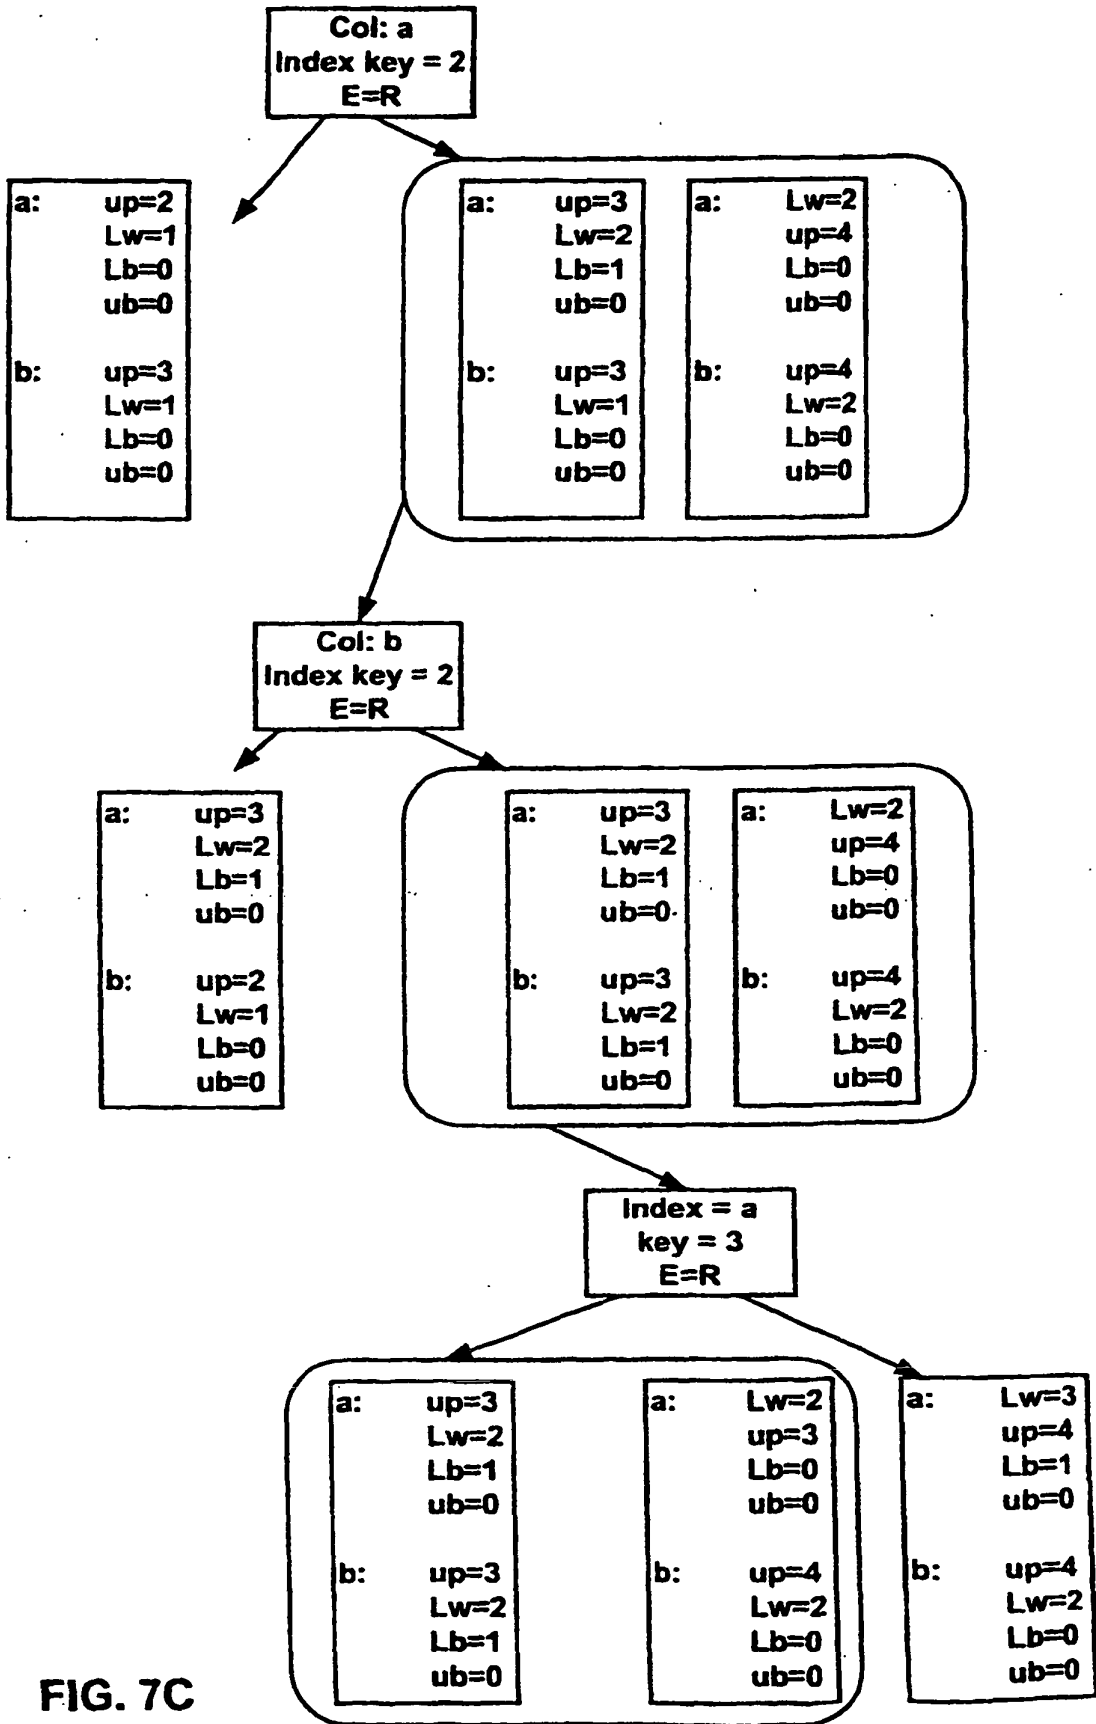 Col: a
Index key = 2
E=R
a: up=2
Lw=1
Lb=0
ub=0
b: up=3
Lw=1
Lb=0
ub=0
a: up=3
Lw=2
Lb=1
ub=0
b: up=3
Lw=1
Lb=0
ub=0
a: Lw=2
up=4
Lb=0
ub=0
b: up=4
Lw=2
Lb=0
ub=0
Col: b
Index key = 2
E=R
a: up=3
Lw=2
Lb=1
ub=0
b: up=2
Lw=1
Lb=0
ub=0
a: up=3
Lw=2
Lb=1
ub=0
b: up=3
Lw=2
Lb=1
ub=0
a: Lw=2
up=4
Lb=0
ub=0
b: up=4
Lw=2
Lb=0
ub=0
Index = a
key = 3
E=R
a: up=3
Lw=2
Lb=1
ub=0
b: up=3
Lw=2
Lb=1
ub=0
a: Lw=2
up=3
Lb=0
ub=0
b: up=4
Lw=2
Lb=0
ub=0
a: Lw=3
up=4
Lb=1
ub=0
b: up=4
Lw=2
Lb=0
ub=0
FIG. 7C